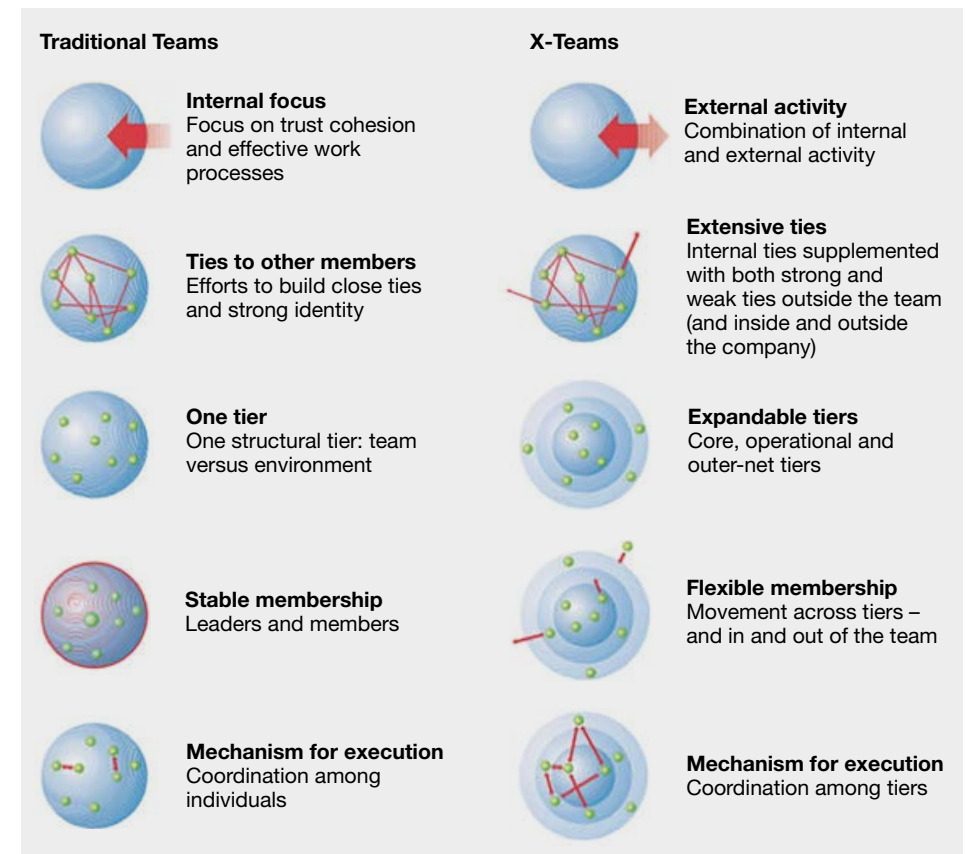 Traditional Teams
Internal focus
Focus on trust cohesion
and effective work
processes
Ties to other members
Efforts to build close ties
and strong identity
One tier
One structural tier: team
versus environment
Stable membership
Leaders and members
Mechanism for execution
Coordination among
individuals
X-Teams
External activity
Combination of internal
and external activity
Extensive ties
Internal ties supplemented
with both strong and
weak ties outside the team
(and inside and outside
the company)
Expandable tiers
Core, operational and
outer-net tiers
Flexible membership
Movement across tiers –
and in and out of the team
Mechanism for execution
Coordination among tiers